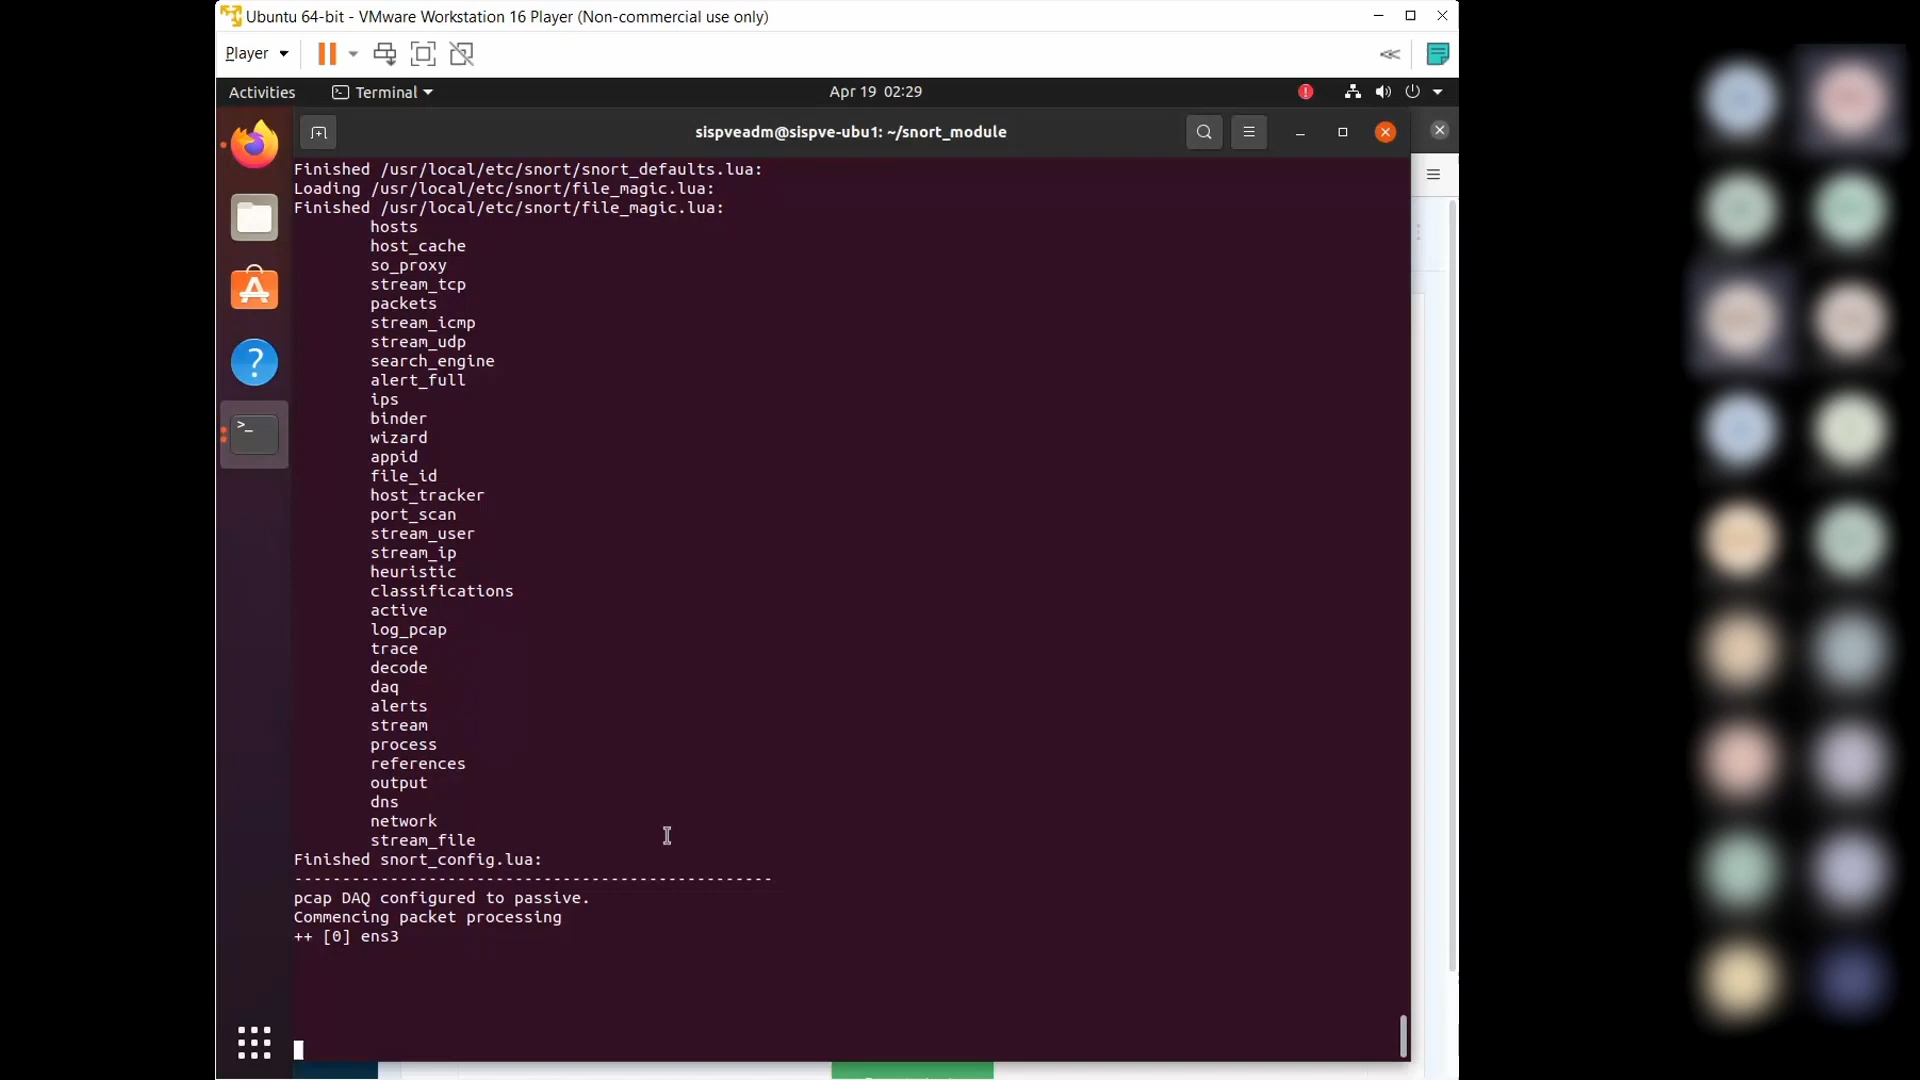 Ubuntu 64-bit - VMware Workstation 16 Player (Non-commercial use only)
Player
Activities
Terminal
Apr 19 02:29
sispveadm@sispve-ubu1: ~/snort_module
Finished /usr/local/etc/snort/snort_defaults.lua:
Loading /usr/local/etc/snort/file_magic.lua:
Finished /usr/local/etc/snort/file_magic.lua:
hosts
host_cache
so_proxy
stream_tcp
packets
stream_icmp
stream_udp
search_engine
alert_full
ips
binder
wizard
appid
file_id
host_tracker
port_scan
stream_user
stream_ip
heuristic
classifications
active
log_pcap
trace
decode
daq
alerts
stream
process
references
output
dns
network
stream_file
Finished snort_config.lua:
--------------------------------------------------
pcap DAQ configured to passive.
Commencing packet processing
++ [0] ens3